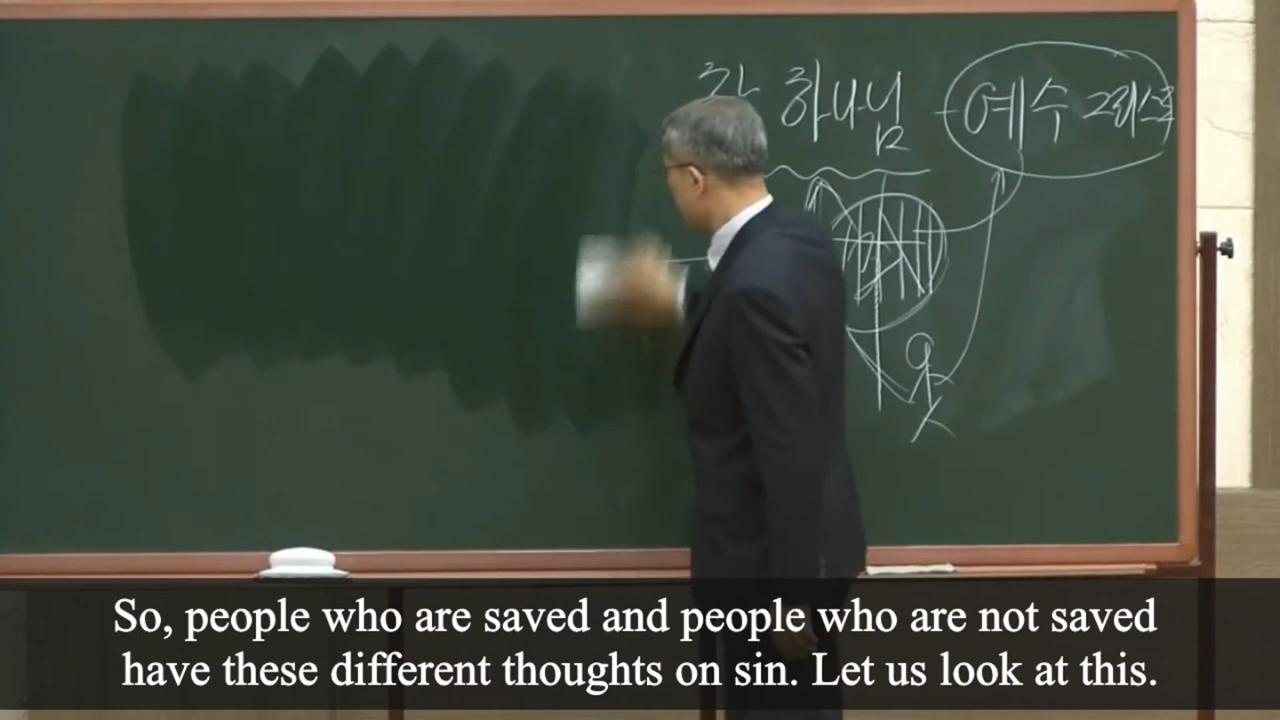 하나님 예수 그리스도
So, people who are saved and people who are not saved
have these different thoughts on sin. Let us look at this.